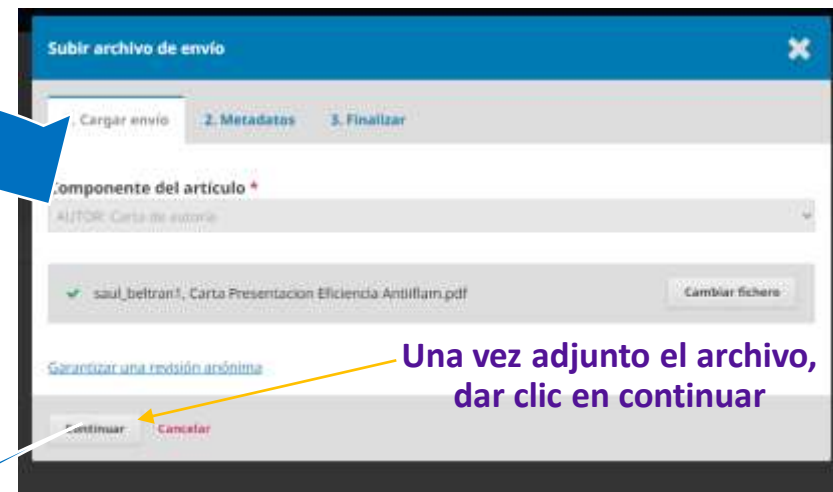 Subir archivo de envío
. Cargar envío 2. Metadatos 3. Finalizar
Componente del artículo *
AUTOR: Carta de autoría
saul_beltran1, Carta Presentacion Eficiencia Antiiflam.pdf Cambiar fichero
Garantizar una revisión anónima
Una vez adjunto el archivo,
dar clic en continuar
Continuar Cancelar